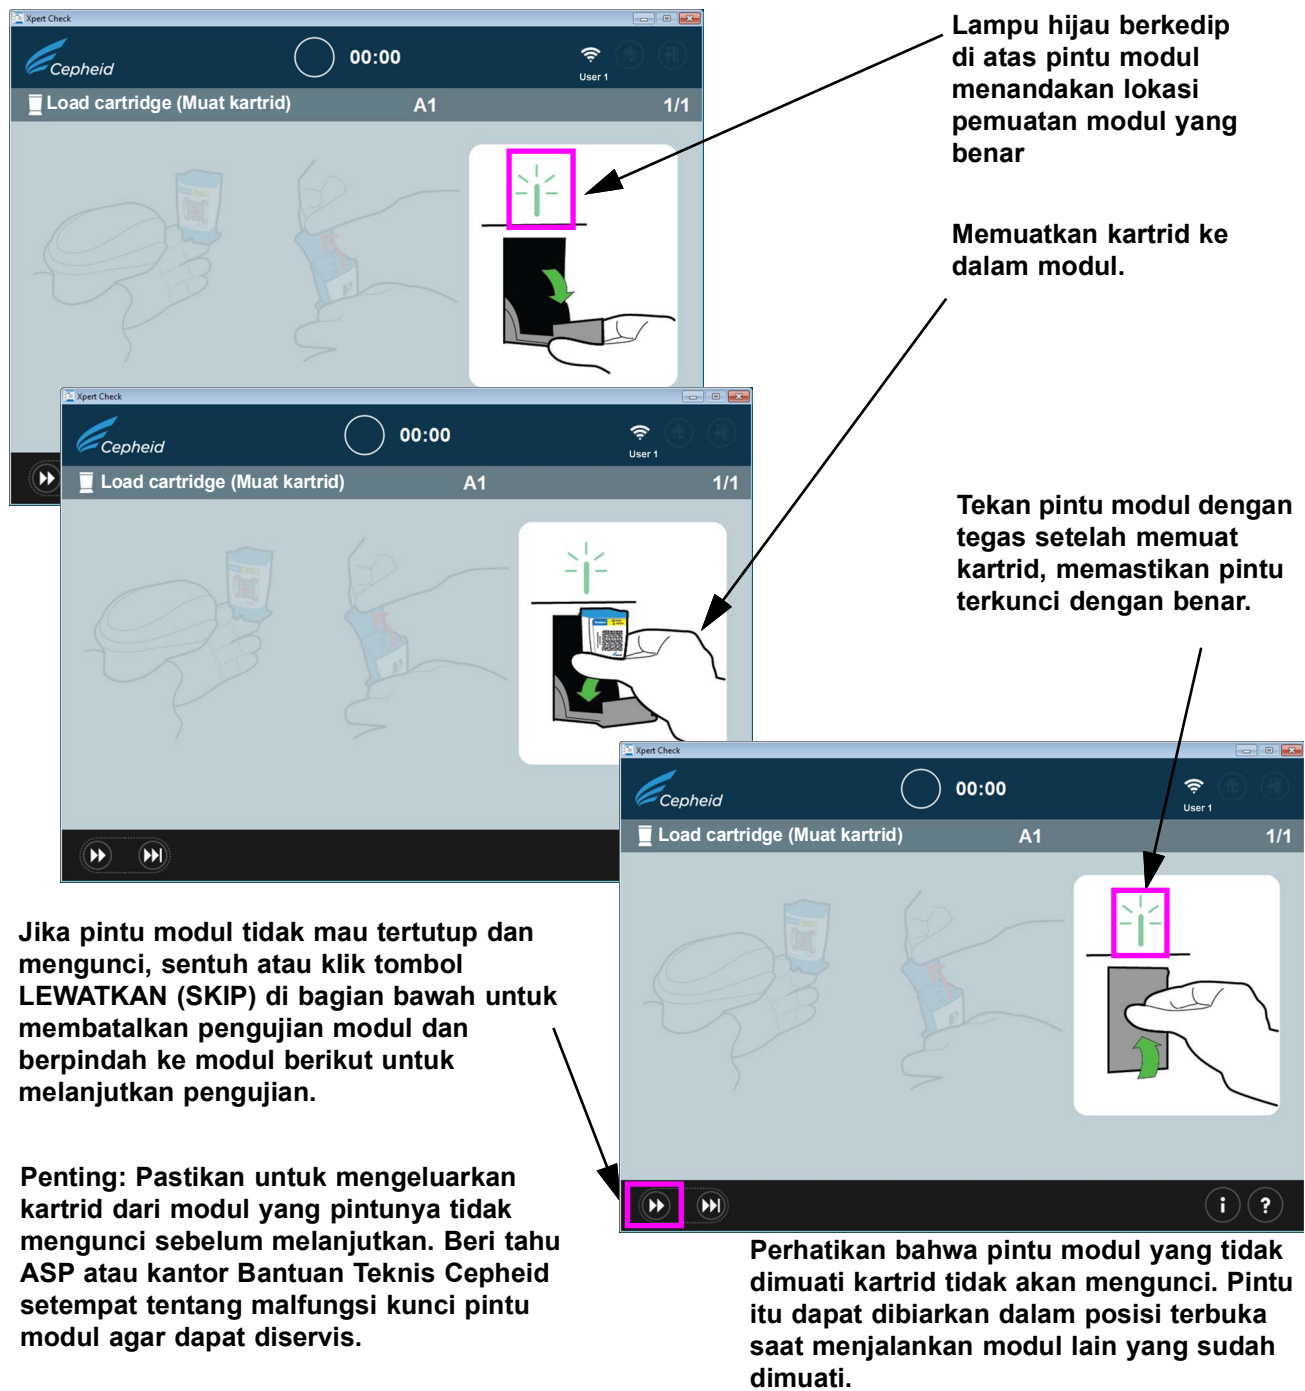 Xpert Check
Cepheid
00:00
User 1
Load cartridge (Muat kartrid)
A1
1/1
Lampu hijau berkedip
di atas pintu modul
menandakan lokasi
pemuatan modul yang
benar
Memuatkan kartrid ke
dalam modul.
Xpert Check
Cepheid
00:00
User 1
Load cartridge (Muat kartrid)
A1
1/1
Tekan pintu modul dengan
tegas setelah memuat
kartrid, memastikan pintu
terkunci dengan benar.
Xpert Check
Cepheid
00:00
User 1
Load cartridge (Muat kartrid)
A1
1/1
Jika pintu modul tidak mau tertutup dan
mengunci, sentuh atau klik tombol
LEWATKAN (SKIP) di bagian bawah untuk
membatalkan pengujian modul dan
berpindah ke modul berikut untuk
melanjutkan pengujian.
Penting: Pastikan untuk mengeluarkan
kartrid dari modul yang pintunya tidak
mengunci sebelum melanjutkan. Beri tahu
ASP atau kantor Bantuan Teknis Cepheid
setempat tentang malfungsi kunci pintu
modul agar dapat diservis.
i ?
Perhatikan bahwa pintu modul yang tidak
dimuati kartrid tidak akan mengunci. Pintu
itu dapat dibiarkan dalam posisi terbuka
saat menjalankan modul lain yang sudah
dimuati.